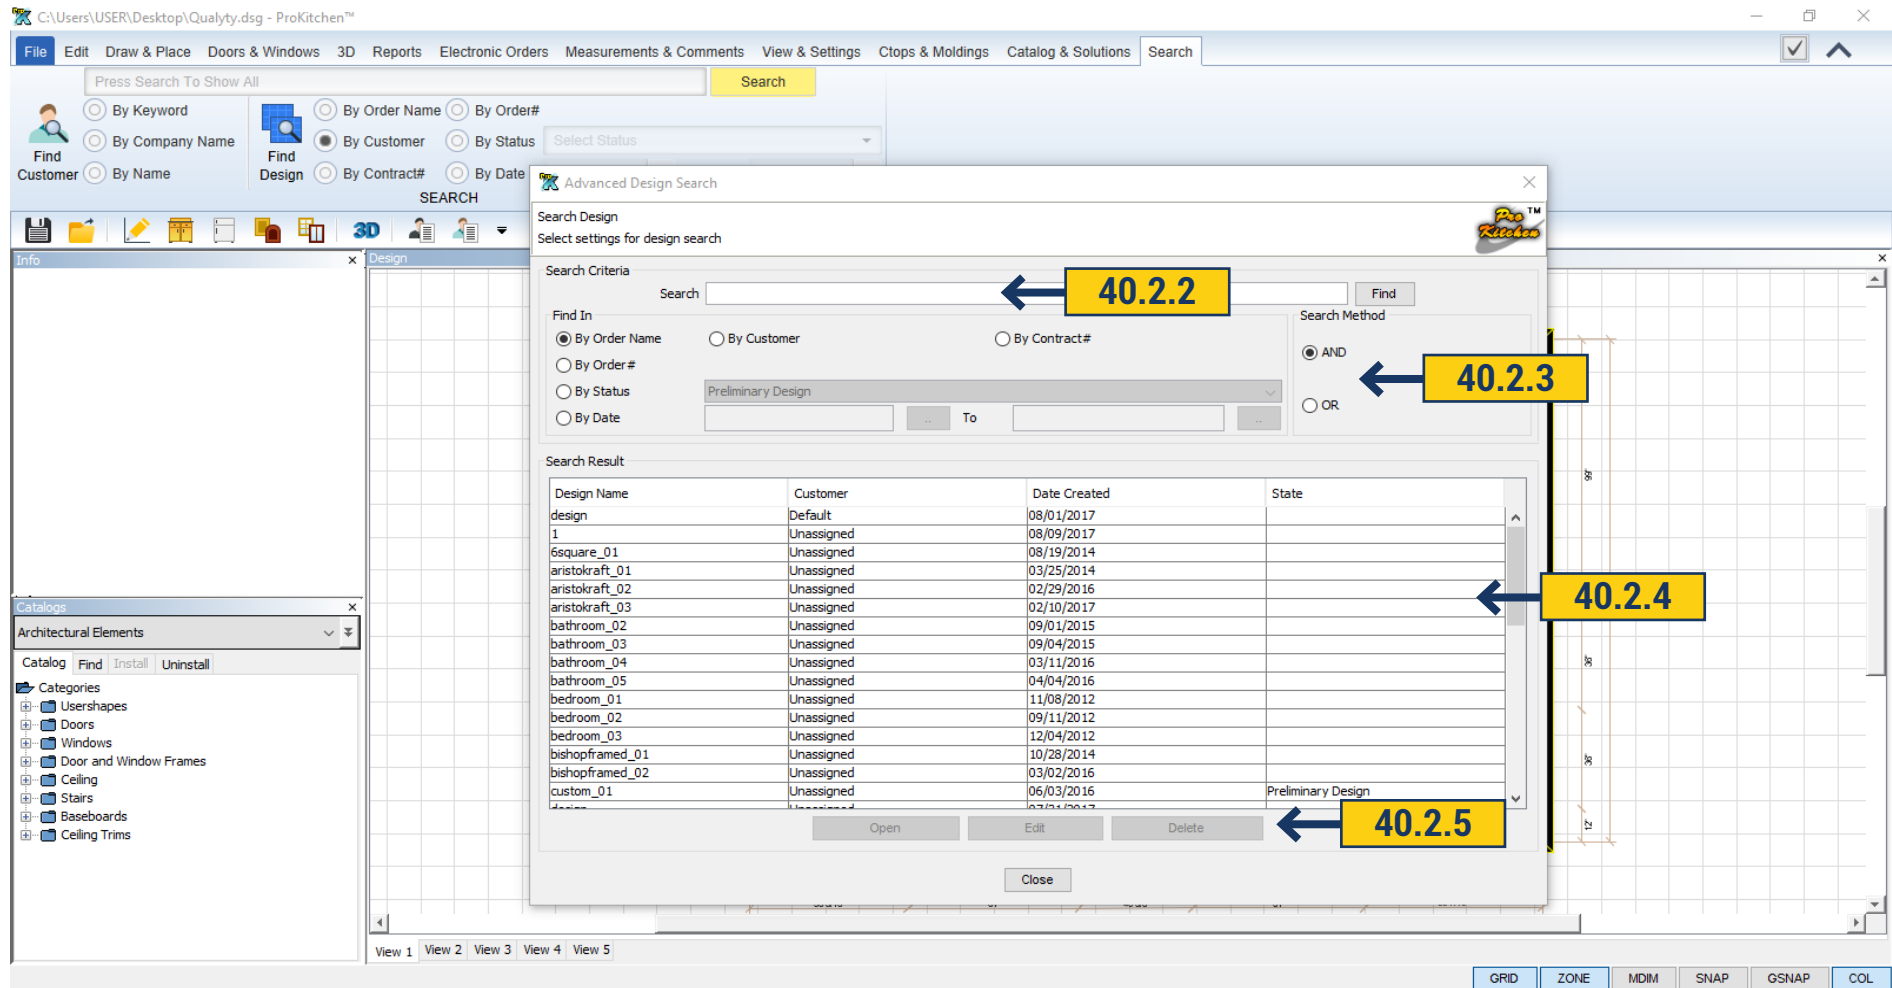 C:\Users\USER\Desktop\Qualyty.dsg - ProKitchen™
File Edit Draw & Place Doors & Windows 3D Reports Electronic Orders Measurements & Comments View & Settings Ctops & Moldings Catalog & Solutions Search
Press Search To Show All Search
By Keyword By Order Name By Order#
By Company Name By Customer By Status Select Status
Find Customer Find Design
By Name By Contract# By Date
SEARCH
3D
Advanced Design Search
Search Design
Select settings for design search
Pro Kitchen TM
Info
Design
Search Criteria
Search Find
40.2.2
Find In Search Method
By Order Name By Customer By Contract#
AND
By Order#
By Status Preliminary Design
40.2.3
OR
By Date .. To ..
Search Result
Design Name Customer Date Created State
design Default 08/01/2017
1 Unassigned 08/09/2017
6square_01 Unassigned 08/19/2014
aristokraft_01 Unassigned 03/25/2014
aristokraft_02 Unassigned 02/29/2016
aristokraft_03 Unassigned 02/10/2017
bathroom_02 Unassigned 09/01/2015
bathroom_03 Unassigned 09/04/2015
bathroom_04 Unassigned 03/11/2016
bathroom_05 Unassigned 04/04/2016
bedroom_01 Unassigned 11/08/2012
bedroom_02 Unassigned 09/11/2012
bedroom_03 Unassigned 12/04/2012
bishopframed_01 Unassigned 10/28/2014
bishopframed_02 Unassigned 03/02/2016
custom_01 Unassigned 06/03/2016 Preliminary Design
40.2.4
Open Edit Delete
40.2.5
Close
Catalogs
Architectural Elements
Catalog Find Install Uninstall
Categories
Usershapes
Doors
Windows
Door and Window Frames
Ceiling
Stairs
Baseboards
Ceiling Trims
36"
36"
12"
View 1 View 2 View 3 View 4 View 5
GRID ZONE MDIM SNAP GSNAP COL